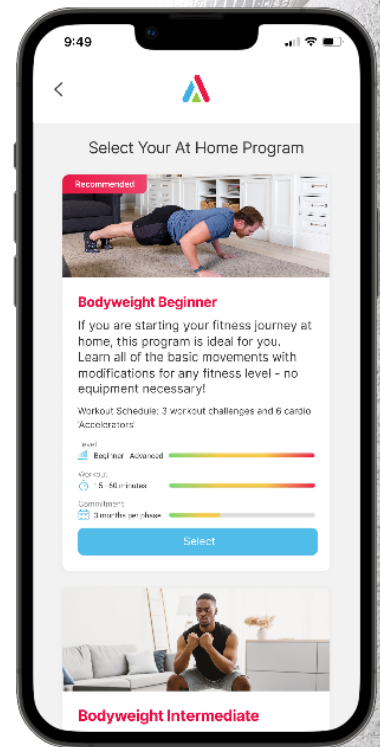 9:49
Select Your At Home Program
Recommended
Bodyweight Beginner
If you are starting your fitness journey at
home, this program is ideal for you.
Learn all of the basic movements with
modifications for any fitness level - no
equipment necessary!
Workout Schedule: 3 workout challenges and 6 cardio
'Accelerators'
Level
Beginner - Advanced
Workout
15 - 60 minutes
Commitment
3 months per phase
Select
Bodyweight Intermediate